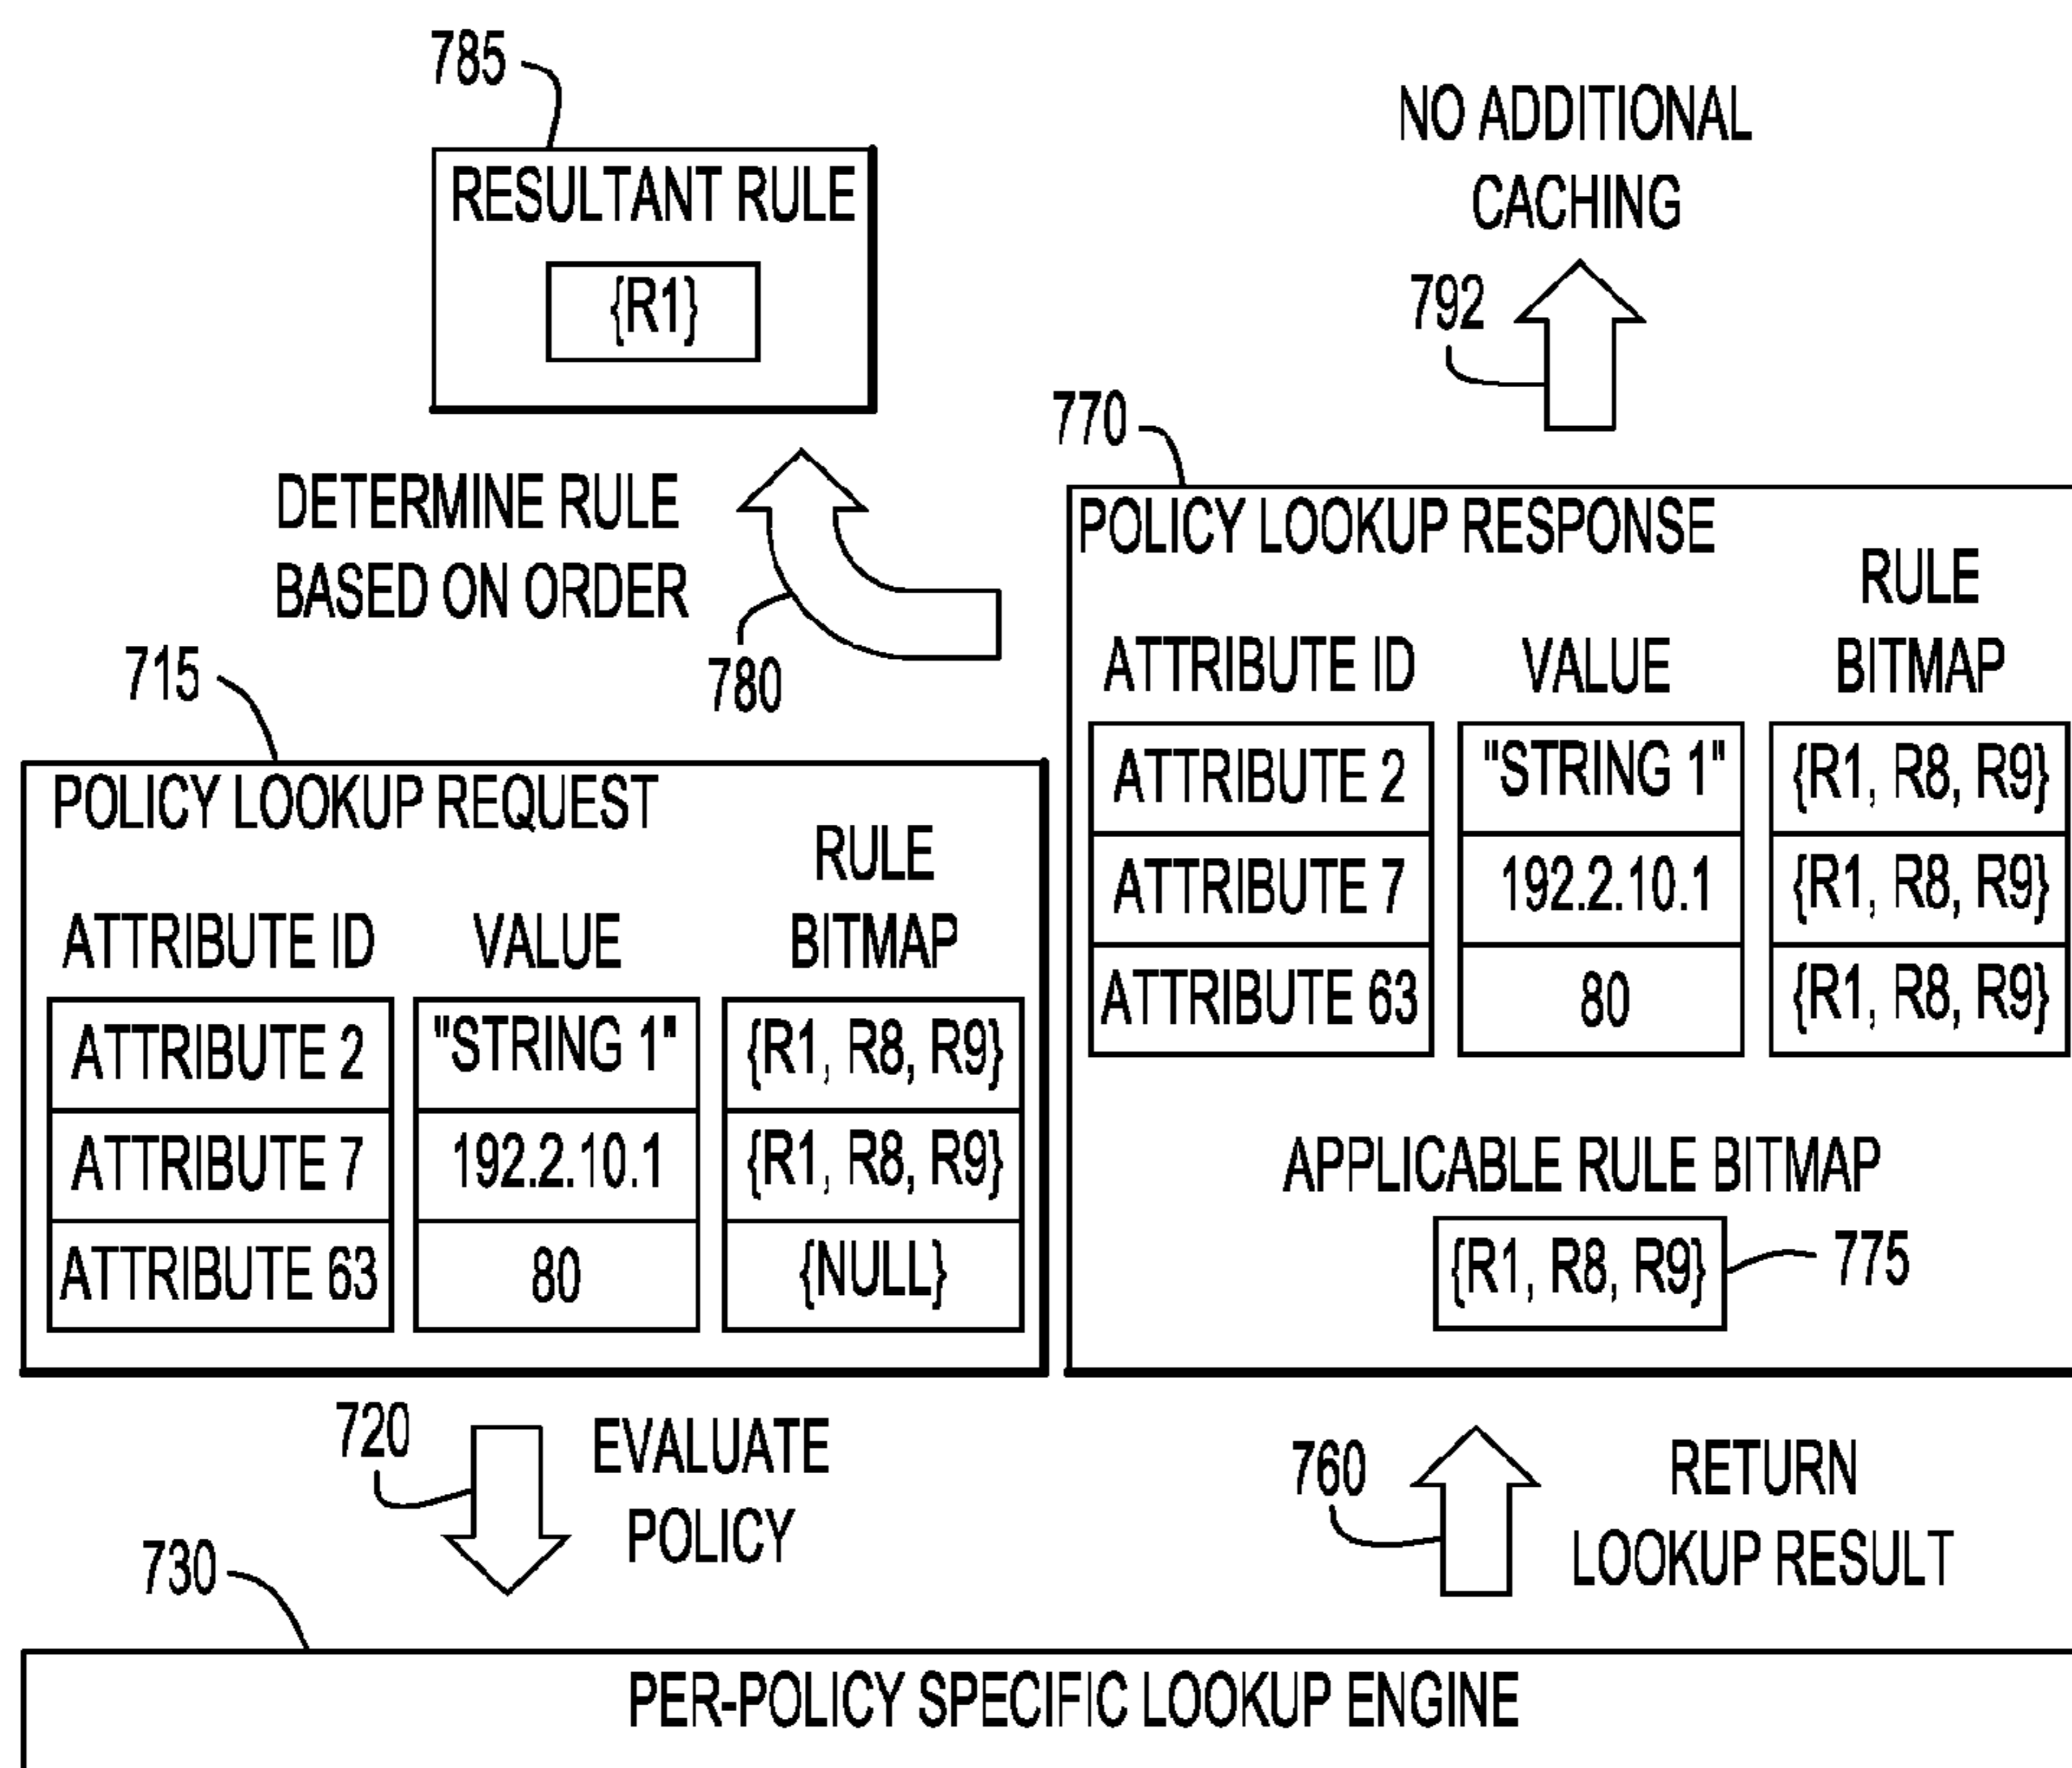 785
RESULTANT RULE
{R1}
NO ADDITIONAL
CACHING
792
DETERMINE RULE
BASED ON ORDER
780
770
POLICY LOOKUP RESPONSE
RULE
ATTRIBUTE ID VALUE BITMAP
ATTRIBUTE 2 "STRING 1" {R1, R8, R9}
ATTRIBUTE 7 192.2.10.1 {R1, R8, R9}
ATTRIBUTE 63 80 {R1, R8, R9}
APPLICABLE RULE BITMAP
{R1, R8, R9} 775
715
POLICY LOOKUP REQUEST
RULE
ATTRIBUTE ID VALUE BITMAP
ATTRIBUTE 2 "STRING 1" {R1, R8, R9}
ATTRIBUTE 7 192.2.10.1 {R1, R8, R9}
ATTRIBUTE 63 80 {NULL}
720
EVALUATE
POLICY
760
RETURN
LOOKUP RESULT
730
PER-POLICY SPECIFIC LOOKUP ENGINE